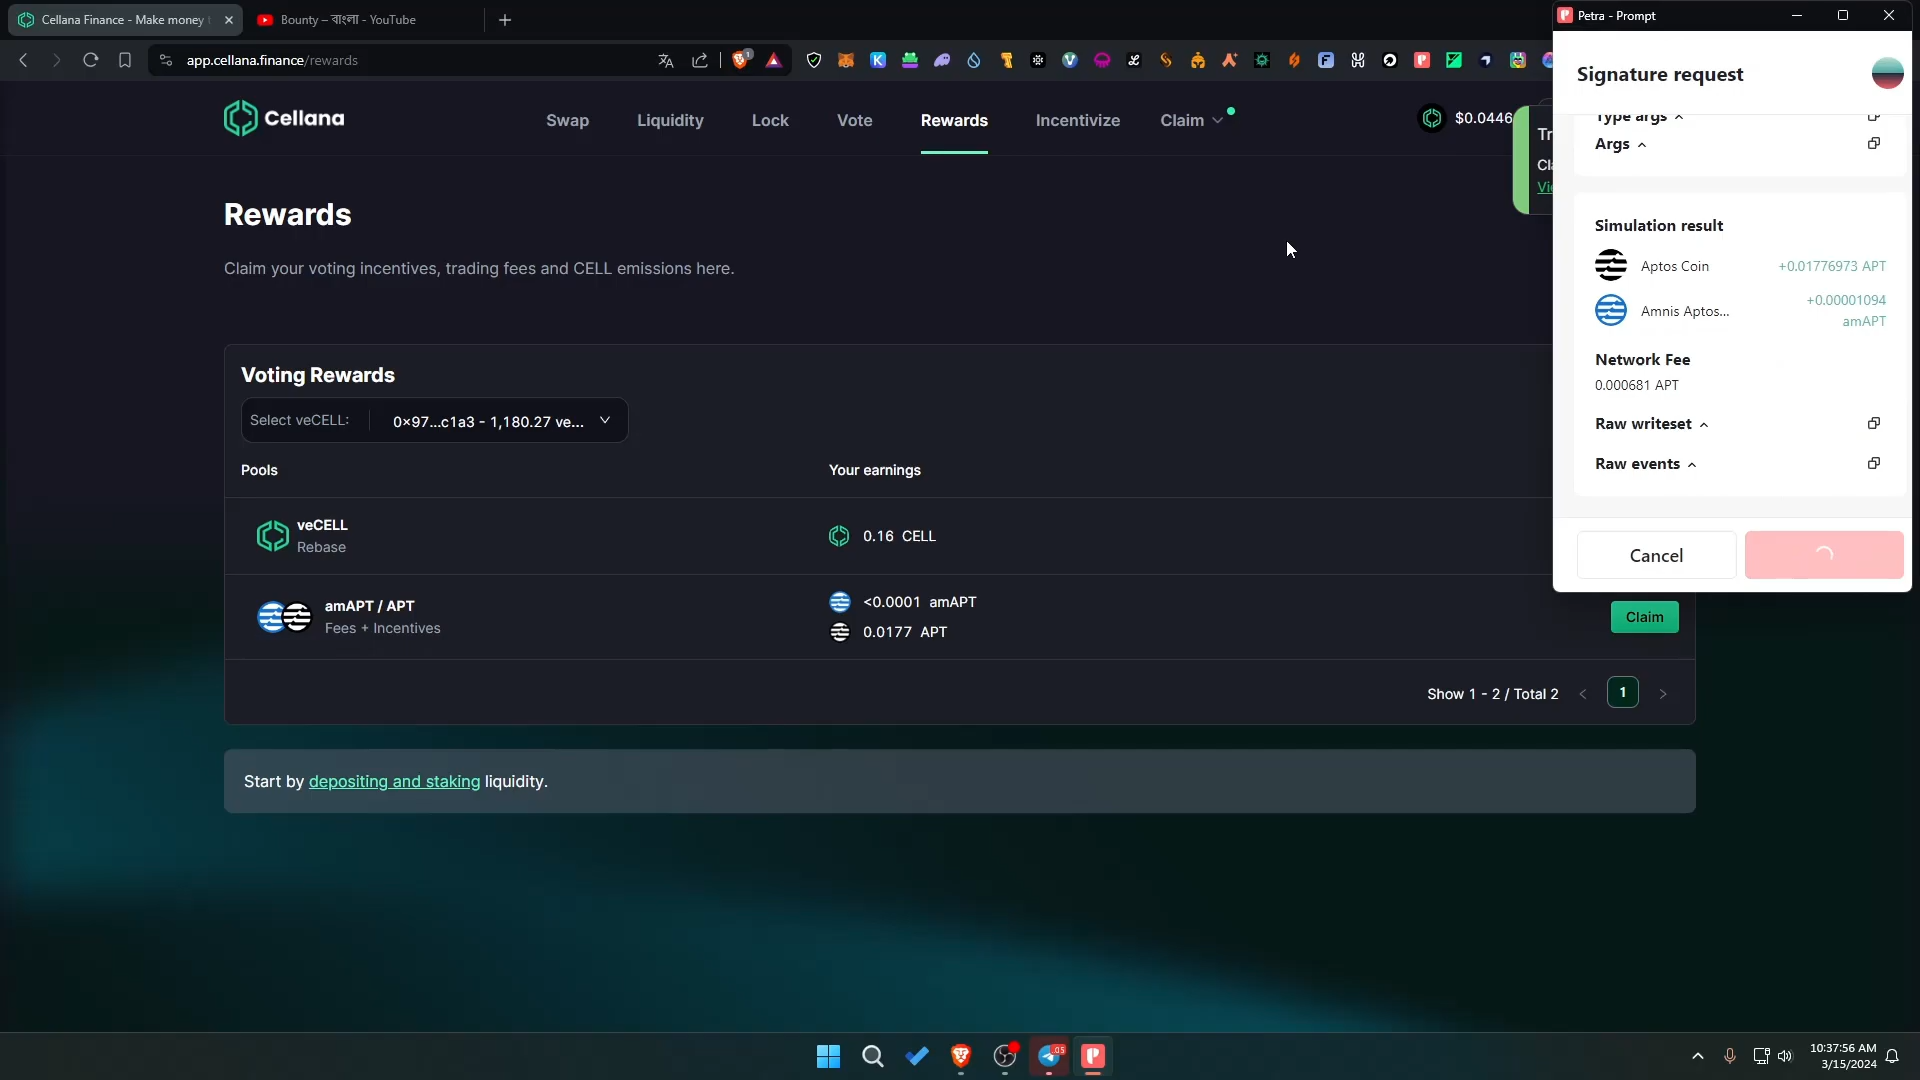 Cellana Finance - Make money
Bounty – বাংলা - YouTube
Petra - Prompt
app.cellana.finance/rewards
Signature request
Cellana
Swap
Liquidity
Lock
Vote
Rewards
Incentivize
Claim
$0.0446
Type args
Args
Rewards
Claim your voting incentives, trading fees and CELL emissions here.
Simulation result
Aptos Coin
+0.01776973 APT
Amnis Aptos...
+0.00001094
amAPT
Network Fee
0.000681 APT
Raw writeset
Raw events
Cancel
Voting Rewards
Select veCELL:
0×97...c1a3 - 1,180.27 ve...
Pools
Your earnings
veCELL
Rebase
0.16 CELL
amAPT / APT
Fees + Incentives
<0.0001 amAPT
0.0177 APT
Claim
Show 1 - 2 / Total 2
1
Start by depositing and staking liquidity.
10:37:56 AM
3/15/2024